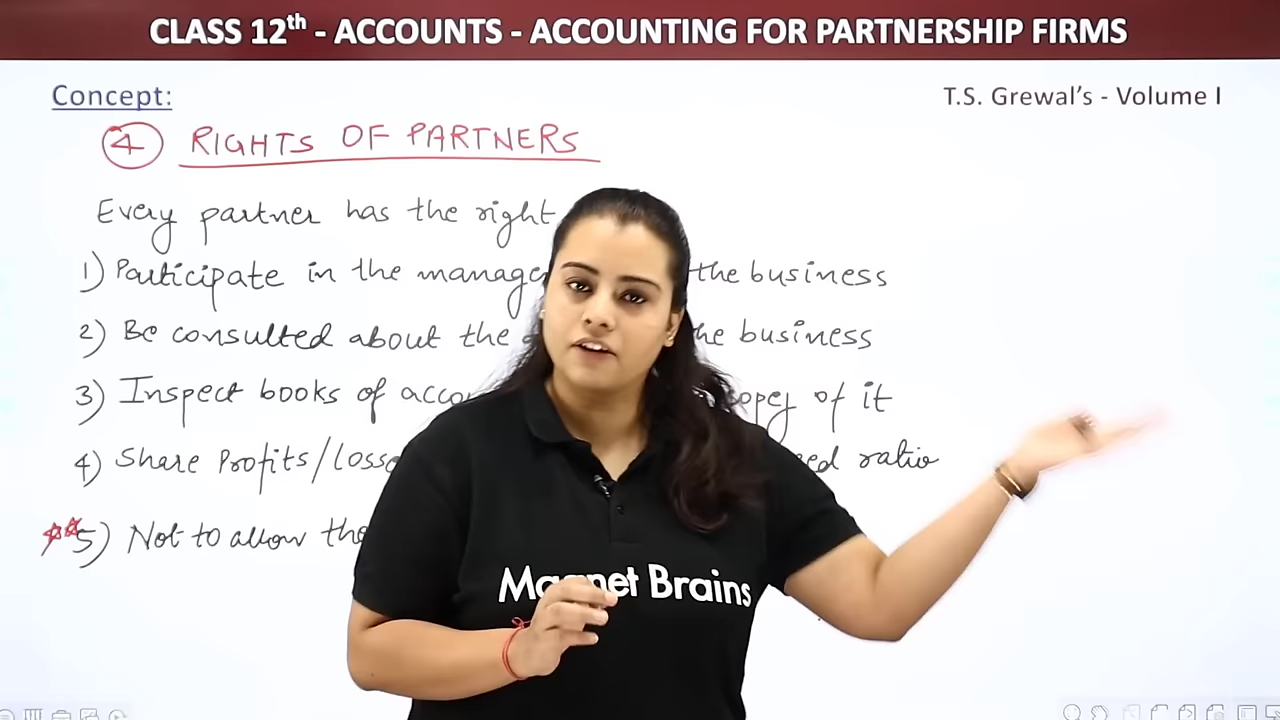 CLASS 12th - ACCOUNTS - ACCOUNTING FOR PARTNERSHIP FIRMS
Concept:
T.S. Grewal's - Volume I
4 RIGHTS OF PARTNERS
Every partner has the right
1) Participate in the manage the business
2) Be consulted about the the business
3) Inspect books of acco copy of it
4) Share Profits/losse ratio
5) Not to allow the
Magnet Brains